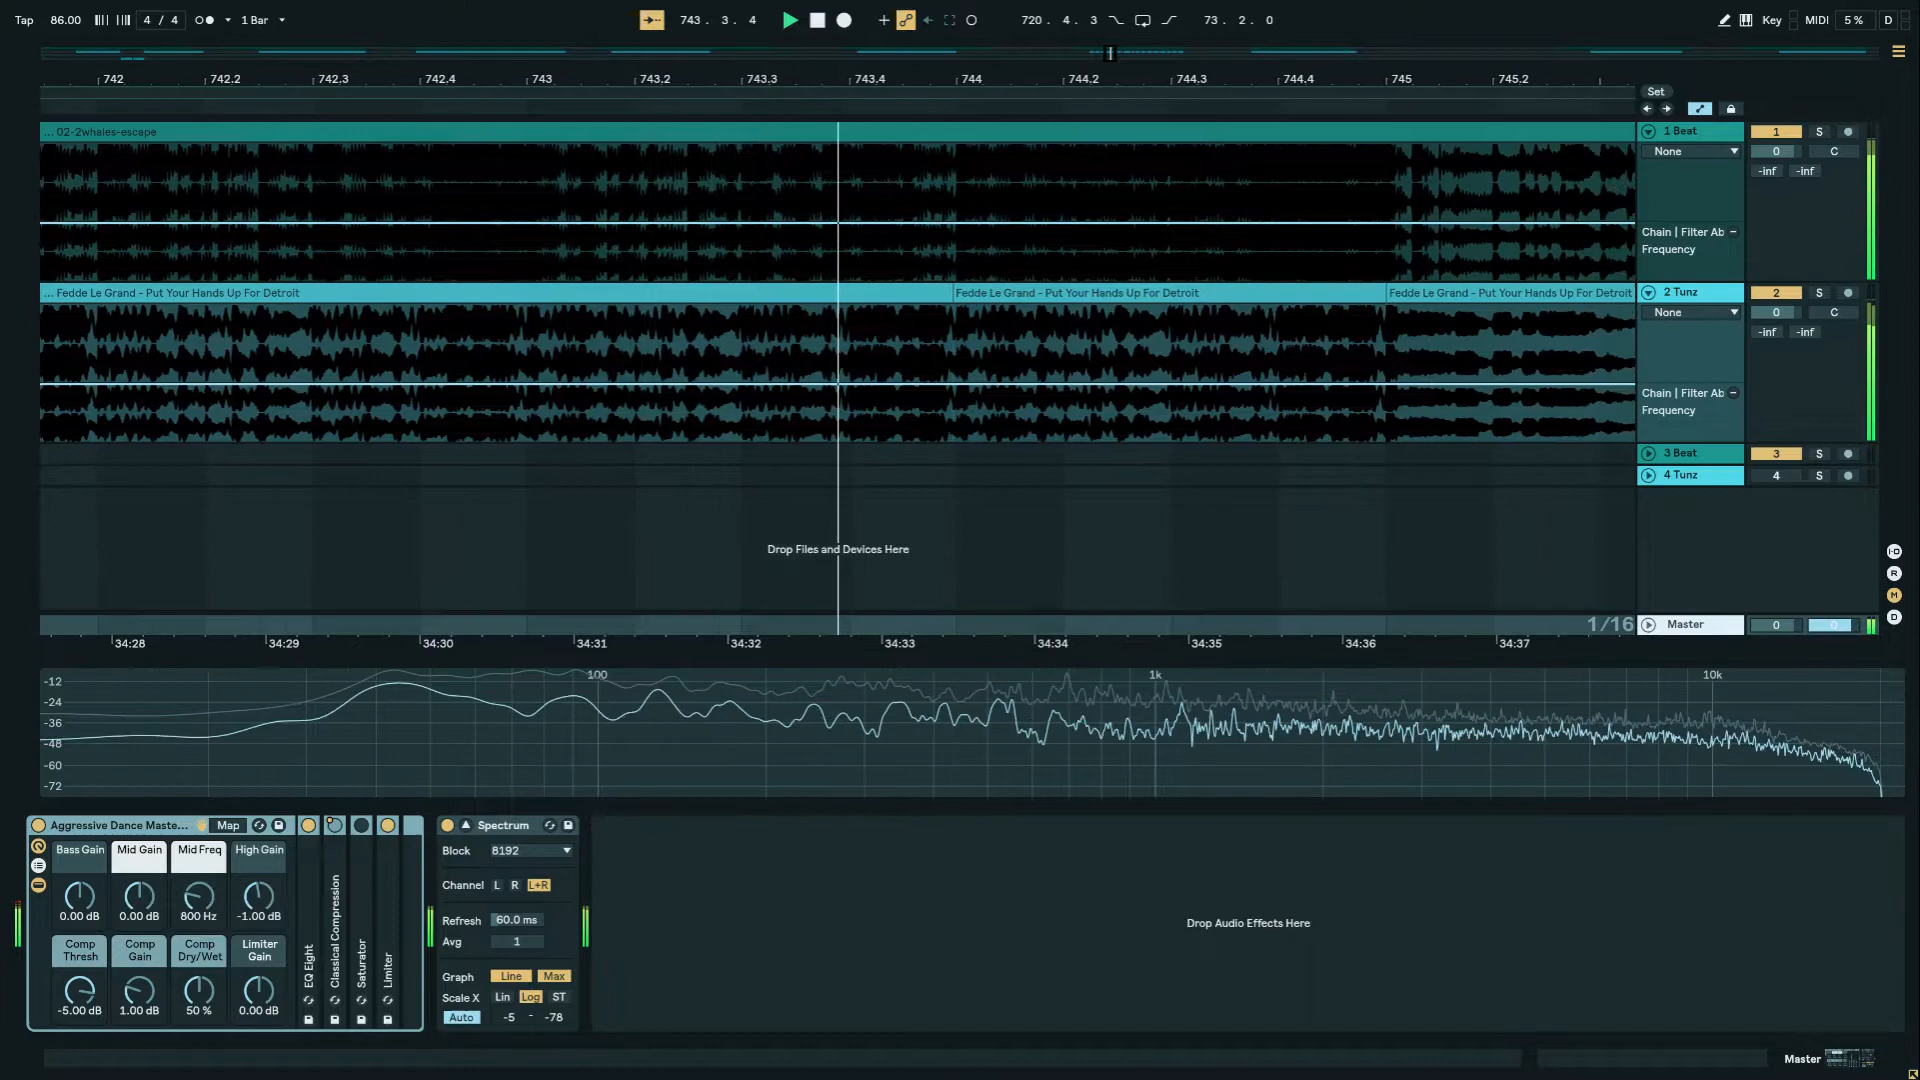 Tap 86.00 4 / 4 1 Bar 743 . 3 . 4 720 . 4 . 3 73 . 2 . 0 Key MIDI 5 % D
742 742.2 742.3 742.4 743 743.2 743.3 743.4 744 744.2 744.3 744.4 745 745.2
Set
... 02-2whales-escape
1 Beat 1 S
None 0 C
-inf -inf
Chain | Filter Ab
Frequency
... Fedde Le Grand - Put Your Hands Up For Detroit Fedde Le Grand - Put Your Hands Up For Detroit Fedde Le Grand - Put Your Hands Up For Detroit
2 Tunz 2 S
None 0 C
-inf -inf
Chain | Filter Ab
Frequency
3 Beat 3 S
4 Tunz 4 S
Drop Files and Devices Here
I·O
R
M
D
1/16 Master 0 0
34:28 34:29 34:30 34:31 34:32 34:33 34:34 34:35 34:36 34:37
100 1k 10k
-12
-24
-36
-48
-60
-72
Aggressive Dance Maste... Map
Bass Gain Mid Gain Mid Freq High Gain
0.00 dB 0.00 dB 800 Hz -1.00 dB
Comp Thresh Comp Gain Comp Dry/Wet Limiter Gain
-5.00 dB 1.00 dB 50 % 0.00 dB
EQ Eight
Classical Compression
Saturator
Limiter
Spectrum
Block 8192
Channel L R L+R
Refresh 60.0 ms
Avg 1
Graph Line Max
Scale X Lin Log ST
Auto -5 - -78
Drop Audio Effects Here
Master